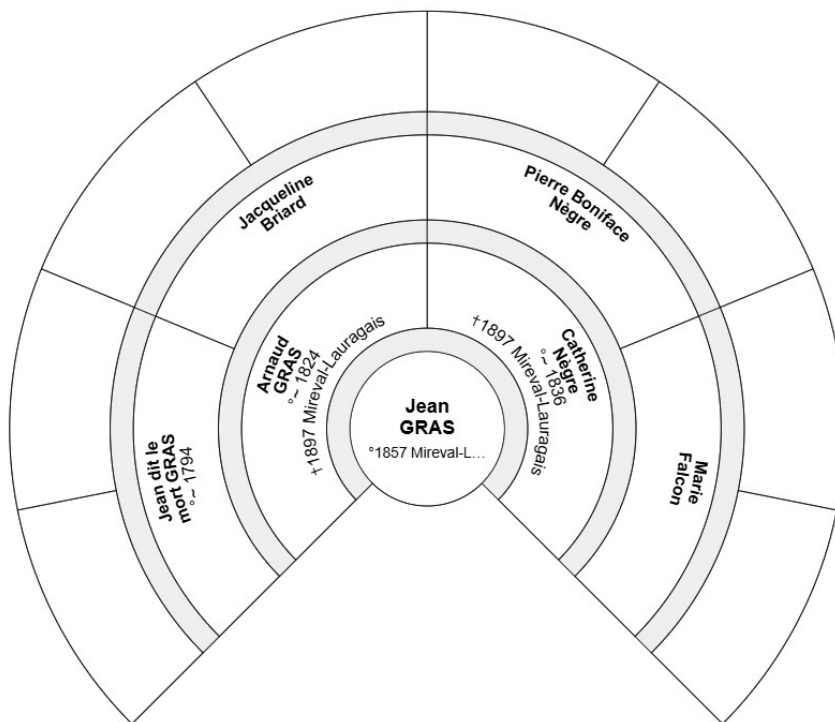 Jacqueline
Briard
Pierre Boniface
Nègre
Arnaud
GRAS
°~ 1824
†1897 Mireval-Lauragais
Catherine
Nègre
°~ 1836
†1897 Mireval-Lauragais
Jean
GRAS
°1857 Mireval-L...
Jean dit le
mort GRAS
°~ 1794
Marie
Falcon